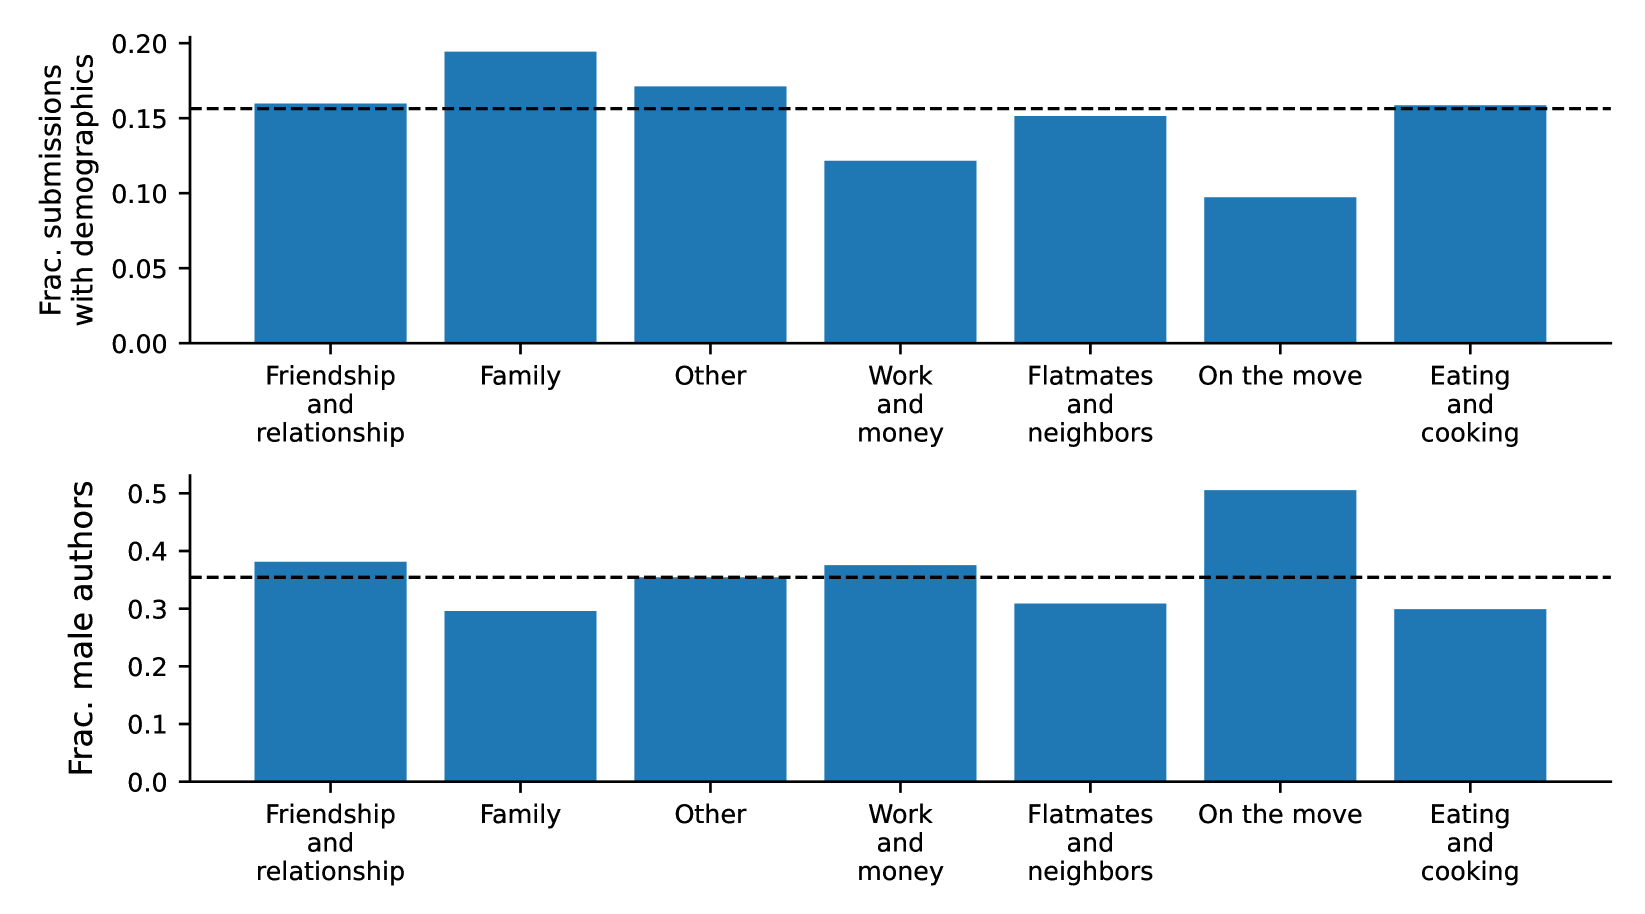 Frac. submissions
with demographics
0.20
0.15
0.10
0.05
0.00
Friendship
and
relationship
Family
Other
Work
and
money
Flatmates
and
neighbors
On the move
Eating
and
cooking
Frac. male authors
0.5
0.4
0.3
0.2
0.1
0.0
Friendship
and
relationship
Family
Other
Work
and
money
Flatmates
and
neighbors
On the move
Eating
and
cooking